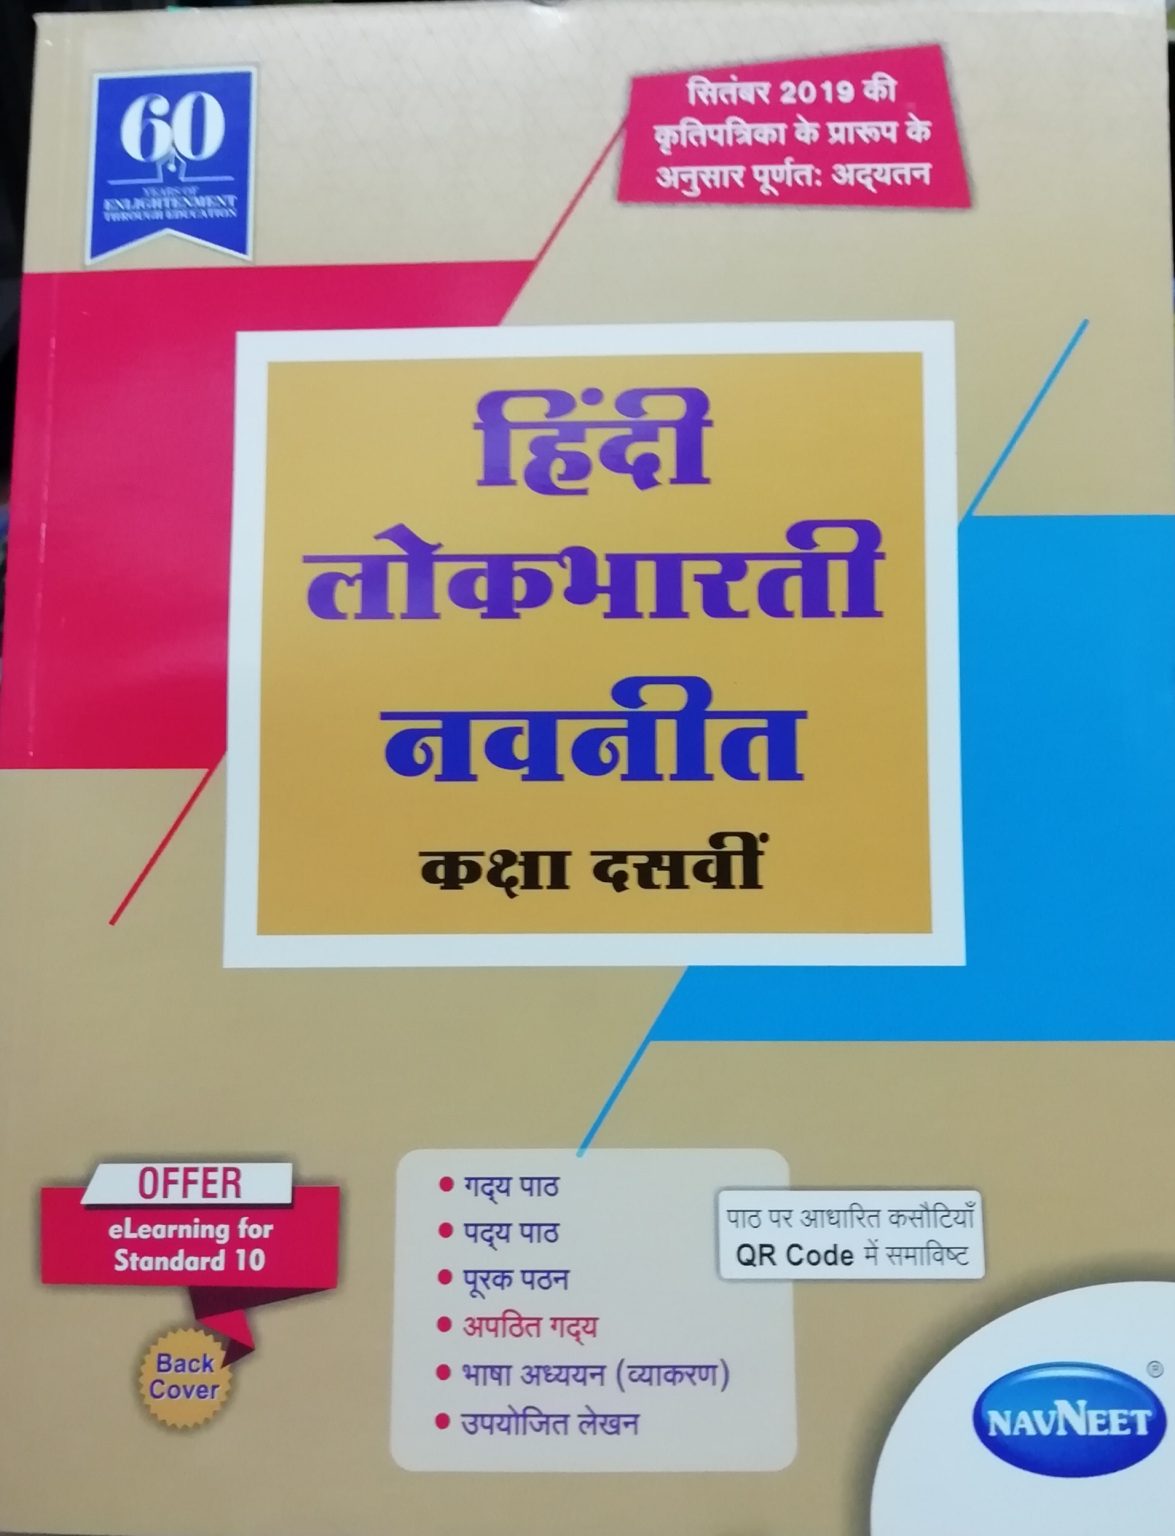 60
YEARS OF
ENLIGHTENMENT
THROUGH EDUCATION
सितंबर 2019 की
कृतिपत्रिका के प्रारूप के
अनुसार पूर्णतः अद्‌यतन
हिंदी
लोकभारती
नवनीत
कक्षा दसवीं
OFFER
eLearning for
Standard 10
Back
Cover
• गद्‌य पाठ
• पद्‌य पाठ
• पूरक पठन
• अपठित गद्‌य
• भाषा अध्ययन (व्याकरण)
• उपयोजित लेखन
पाठ पर आधारित कसौटियाँ
QR Code में समाविष्ट
NAVNEET®